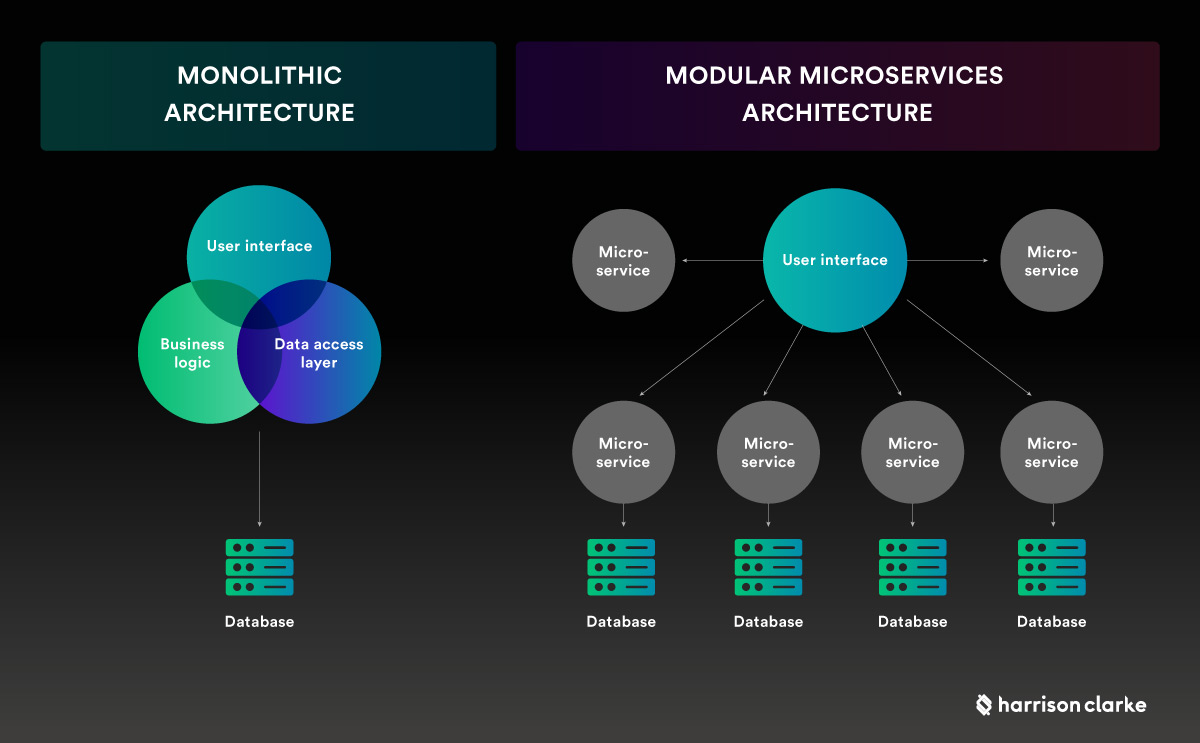 MONOLITHIC
ARCHITECTURE
MODULAR MICROSERVICES
ARCHITECTURE
User interface
Business
logic
Data access
layer
Database
Micro-
service
User interface
Micro-
service
Micro-
service
Micro-
service
Micro-
service
Micro-
service
Database
Database
Database
Database
harrison clarke